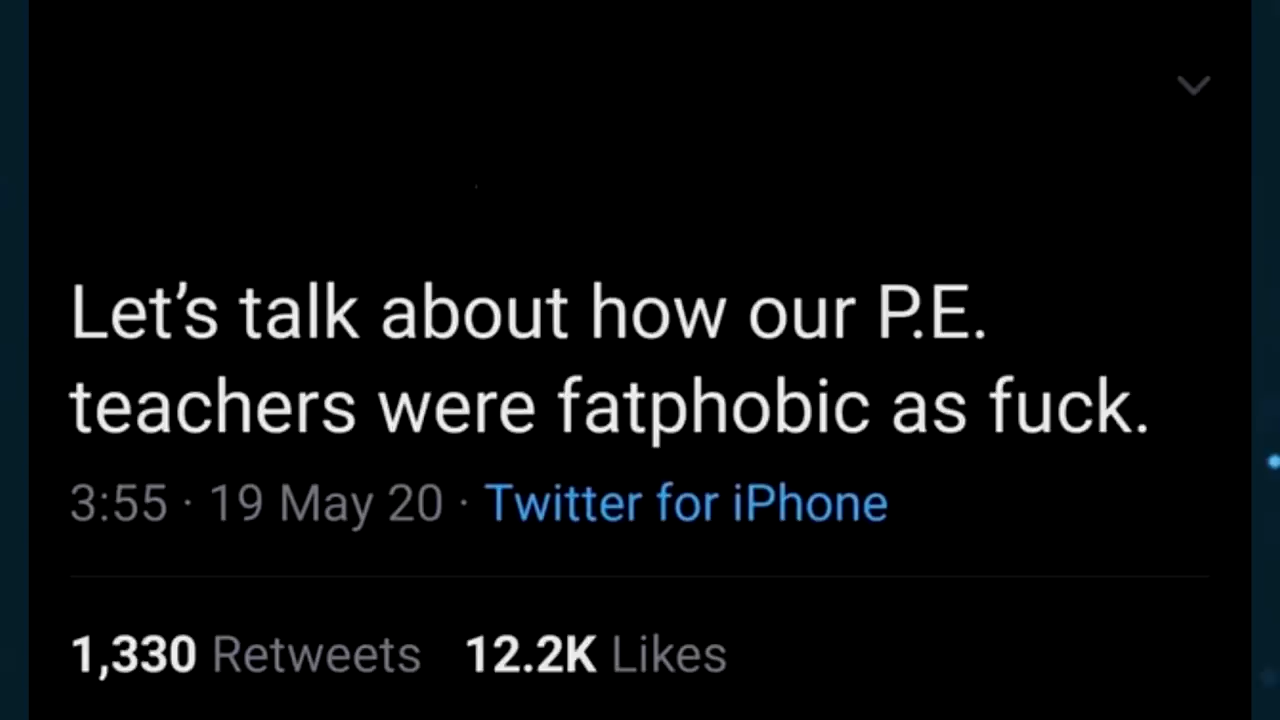 Let’s talk about how our P.E.
teachers were fatphobic as fuck.
3:55 · 19 May 20 · Twitter for iPhone
1,330 Retweets 12.2K Likes